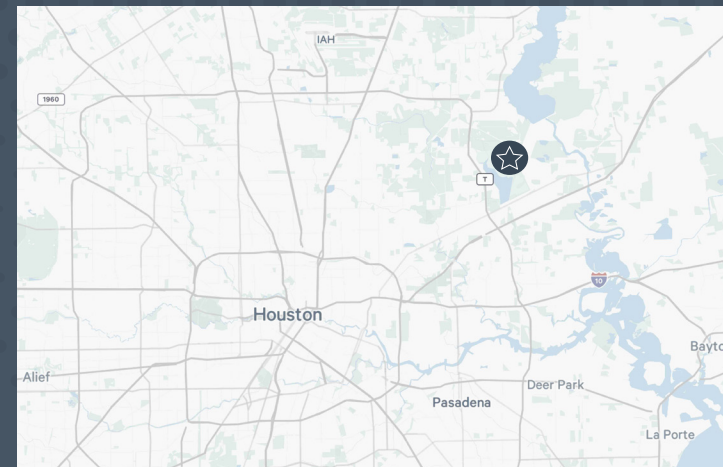 IAH
1960
T
10
Houston
Bayto
Alief
Deer Park
Pasadena
La Porte